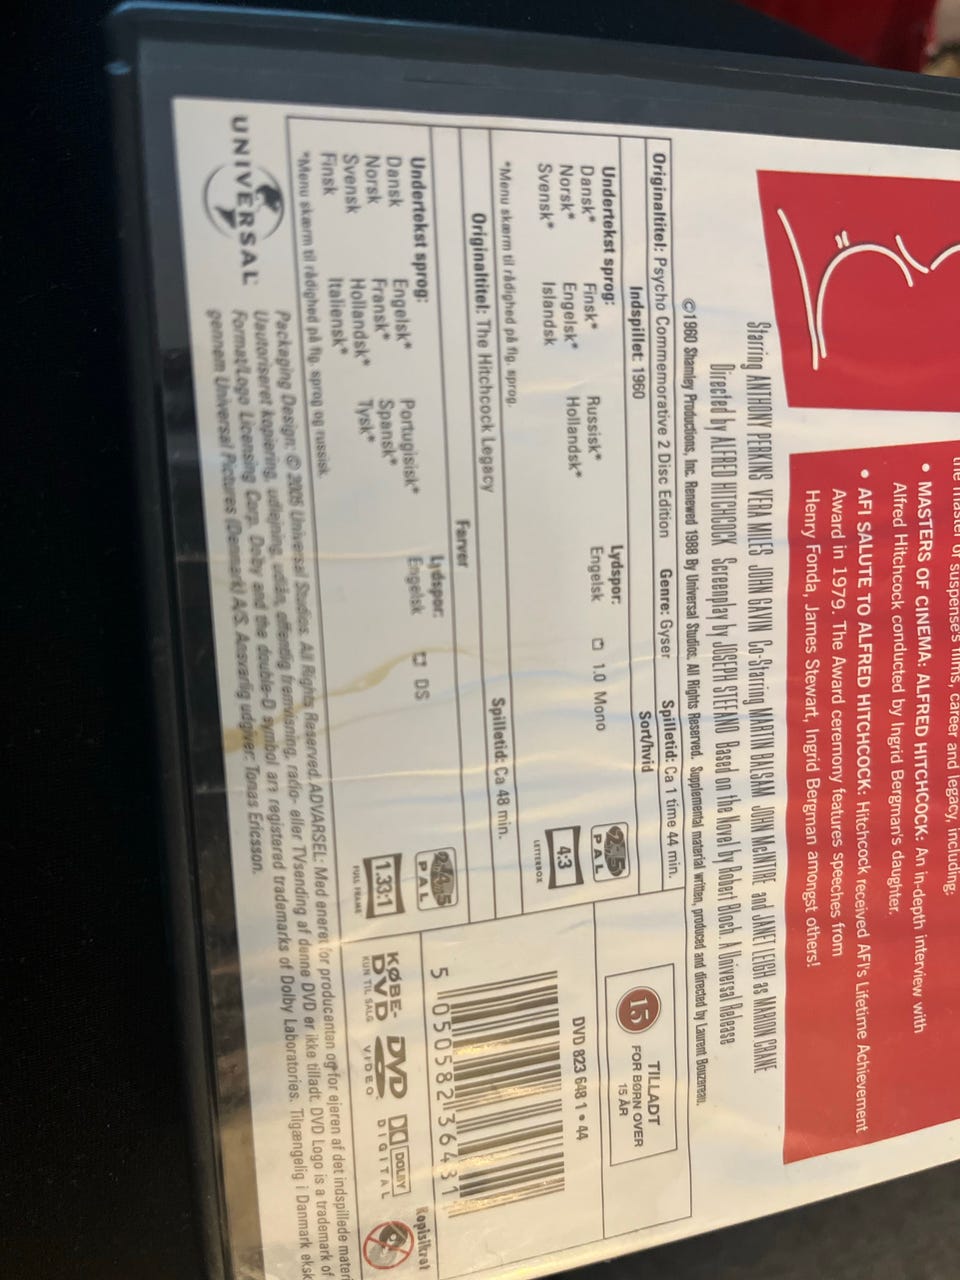 the master of suspense's films, career and legacy, including:
• MASTERS OF CINEMA: ALFRED HITCHCOCK: An in-depth interview with
Alfred Hitchcock conducted by Ingrid Bergman's daughter.
• AFI SALUTE TO ALFRED HITCHCOCK: Hitchcock received AFI's Lifetime Achievement
Award in 1979. The Award ceremony features speeches from
Henry Fonda, James Stewart, Ingrid Bergman amongst others!
Starring ANTHONY PERKINS VERA MILES JOHN GAVIN Co-Starring MARTIN BALSAM JOHN McINTIRE and JANET LEIGH as MARION CRANE
Directed by ALFRED HITCHCOCK Screenplay by JOSEPH STEFANO Based on the Novel by Robert Bloch A Universal Release
©1960 Shamley Productions, Inc. Renewed 1988 By Universal Studios. All Rights Reserved. Supplemental material written, produced and directed by Laurent Bouzereau.
Originaltitel: Psycho Commemorative 2 Disc Edition Genre: Gyser Spilletid: Ca 1 time 44 min.
Indspillet: 1960 Sort/hvid
Undertekst sprog: Lydspor:
Dansk* Finsk* Russisk* Engelsk 1.0 Mono
Norsk* Engelsk* Hollandsk*
Svensk* Islandsk
2+5
PAL
4:3
LETTERBOX
*Menu skærm til rådighed på flg. sprog.
Originaltitel: The Hitchcock Legacy Spilletid: Ca 48 min.
Farver
Undertekst sprog: Lydspor:
Dansk Engelsk* Portugisisk* Engelsk DS
Norsk Fransk* Spansk*
Svensk Hollandsk* Tysk*
Finsk Italiensk*
PAL
1.33:1
FULL FRAME
*Menu skærm til rådighed på flg. sprog og russisk.
15
TILLADT
FOR BØRN OVER
15 ÅR
DVD 823 648 1 • 44
5 050582 364811
KØBE-
DVD
KUN TIL SALG
DVD
VIDEO
DOLBY
DIGITAL
Kopisikret
UNIVERSAL
Packaging Design. © 2005 Universal Studios. All Rights Reserved. ADVARSEL: Med eneret for producenten og for ejeren af det indspillede materi
Uautoriseret kopiering, udlejning, udlån, offentlig fremvisning, radio- eller TVsending af denne DVD er ikke tilladt. DVD Logo is a trademark of
Format/Logo Licensing Corp. Dolby and the double-D symbol are registered trademarks of Dolby Laboratories. Tilgængelig i Danmark eksk
gennem Universal Pictures (Denmark) A/S. Ansvarlig udgiver: Tomas Ericsson.